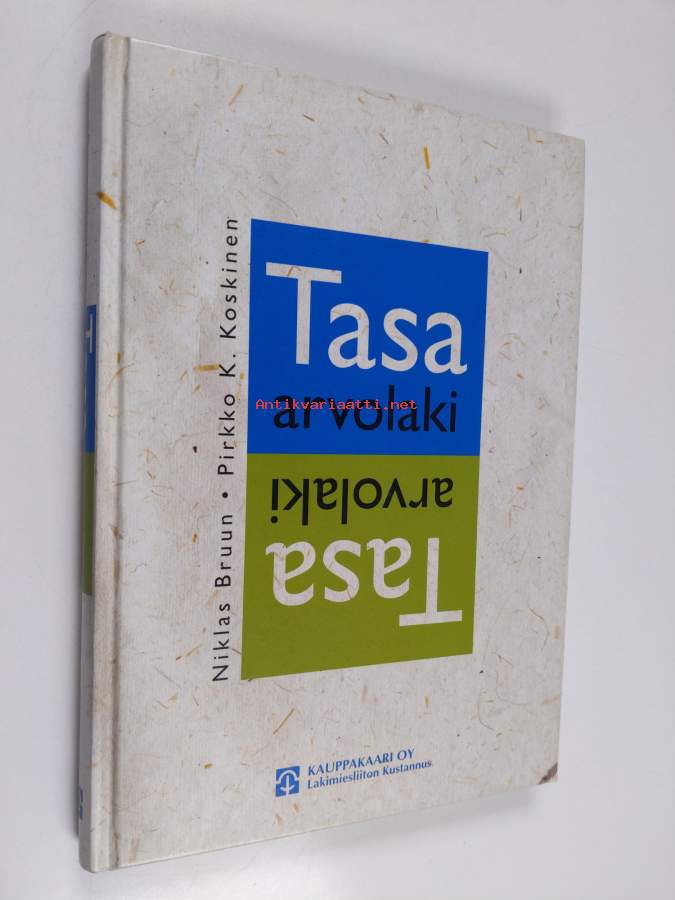 Niklas Bruun • Pirkko K. Koskinen
Tasa
arvolaki
Antikvariaatti.net
arvolaki
Tasa
KAUPPAKAARI OY
Lakimiesliiton Kustannus